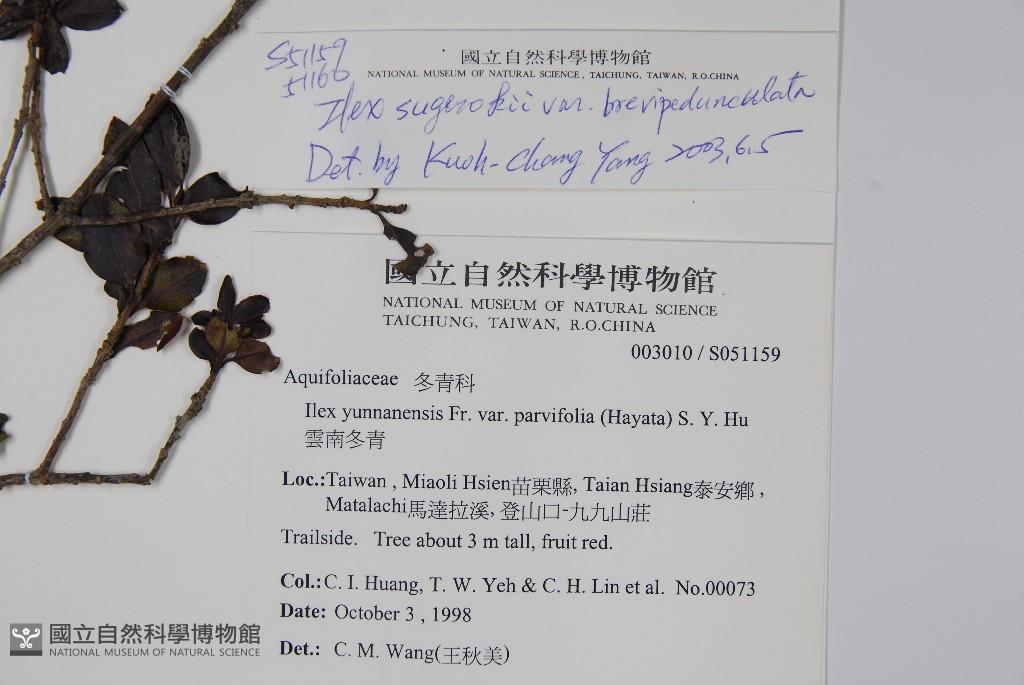 S51159
51160
國立自然科學博物館
NATIONAL MUSEUM OF NATURAL SCIENCE, TAICHUNG, TAIWAN, R.O.CHINA
Ilex sugerokii var. brevipedunculata
Det. by Kuoh-Chang Yang 2003,6.5
國立自然科學博物館
NATIONAL MUSEUM OF NATURAL SCIENCE
TAICHUNG, TAIWAN, R.O.CHINA
003010 / S051159
Aquifoliaceae 冬青科
Ilex yunnanensis Fr. var. parvifolia (Hayata) S. Y. Hu
雲南冬青
Loc.:Taiwan , Miaoli Hsien苗栗縣, Taian Hsiang泰安鄉 ,
Matalachi馬達拉溪, 登山口-九九山莊
Trailside. Tree about 3 m tall, fruit red.
Col.: C. I. Huang, T. W. Yeh & C. H. Lin et al. No.00073
Date: October 3 , 1998
Det.: C. M. Wang(王秋美)
國立自然科學博物館
NATIONAL MUSEUM OF NATURAL SCIENCE